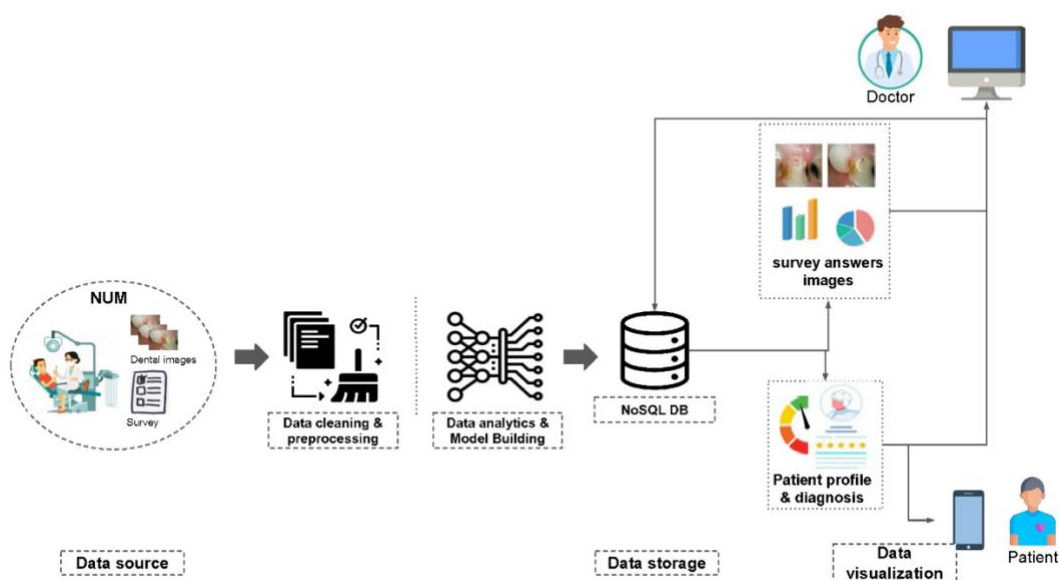 Doctor
survey answers
images
NUM
Dental images
Survey
Data cleaning &
preprocessing
Data analytics &
Model Building
NoSQL DB
Patient profile
& diagnosis
Data source
Data storage
Data
visualization
Patient